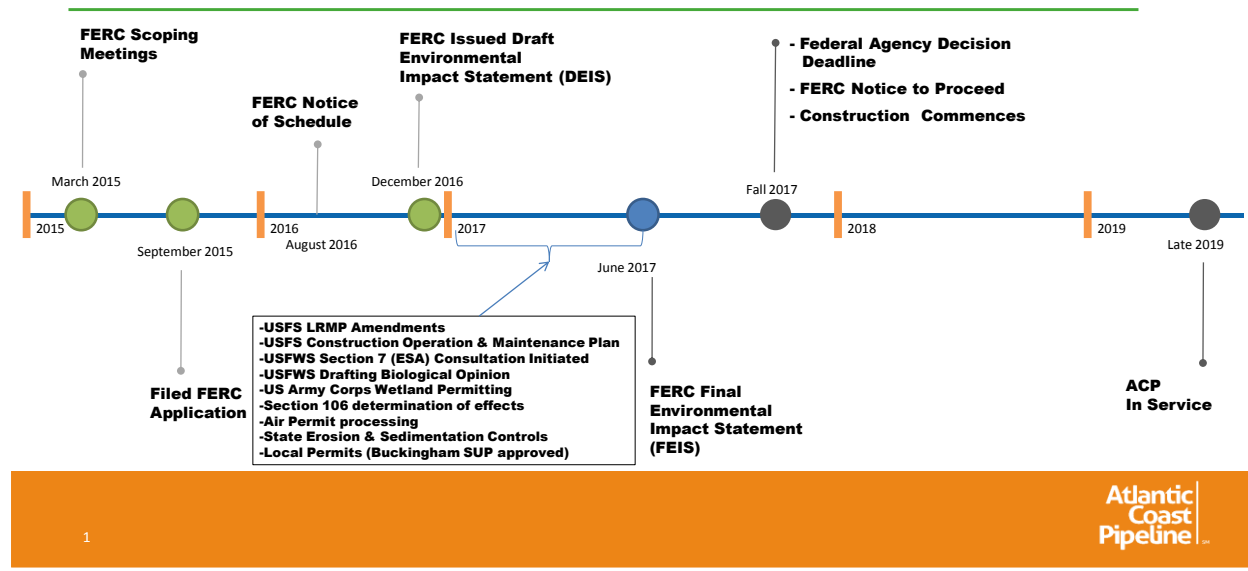 FERC Scoping
Meetings
FERC Issued Draft
Environmental
Impact Statement (DEIS)
- Federal Agency Decision
Deadline
- FERC Notice to Proceed
- Construction Commences
FERC Notice
of Schedule
March 2015
December 2016
Fall 2017
2015
2016
2017
2018
2019
September 2015
August 2016
June 2017
Late 2019
-USFS LRMP Amendments
-USFS Construction Operation & Maintenance Plan
-USFWS Section 7 (ESA) Consultation Initiated
-USFWS Drafting Biological Opinion
-US Army Corps Wetland Permitting
-Section 106 determination of effects
-Air Permit processing
-State Erosion & Sedimentation Controls
-Local Permits (Buckingham SUP approved)
Filed FERC
Application
FERC Final
Environmental
Impact Statement
(FEIS)
ACP
In Service
1
Atlantic
Coast
Pipeline
SM